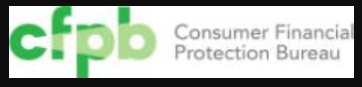 cfpb
Consumer Financial
Protection Bureau